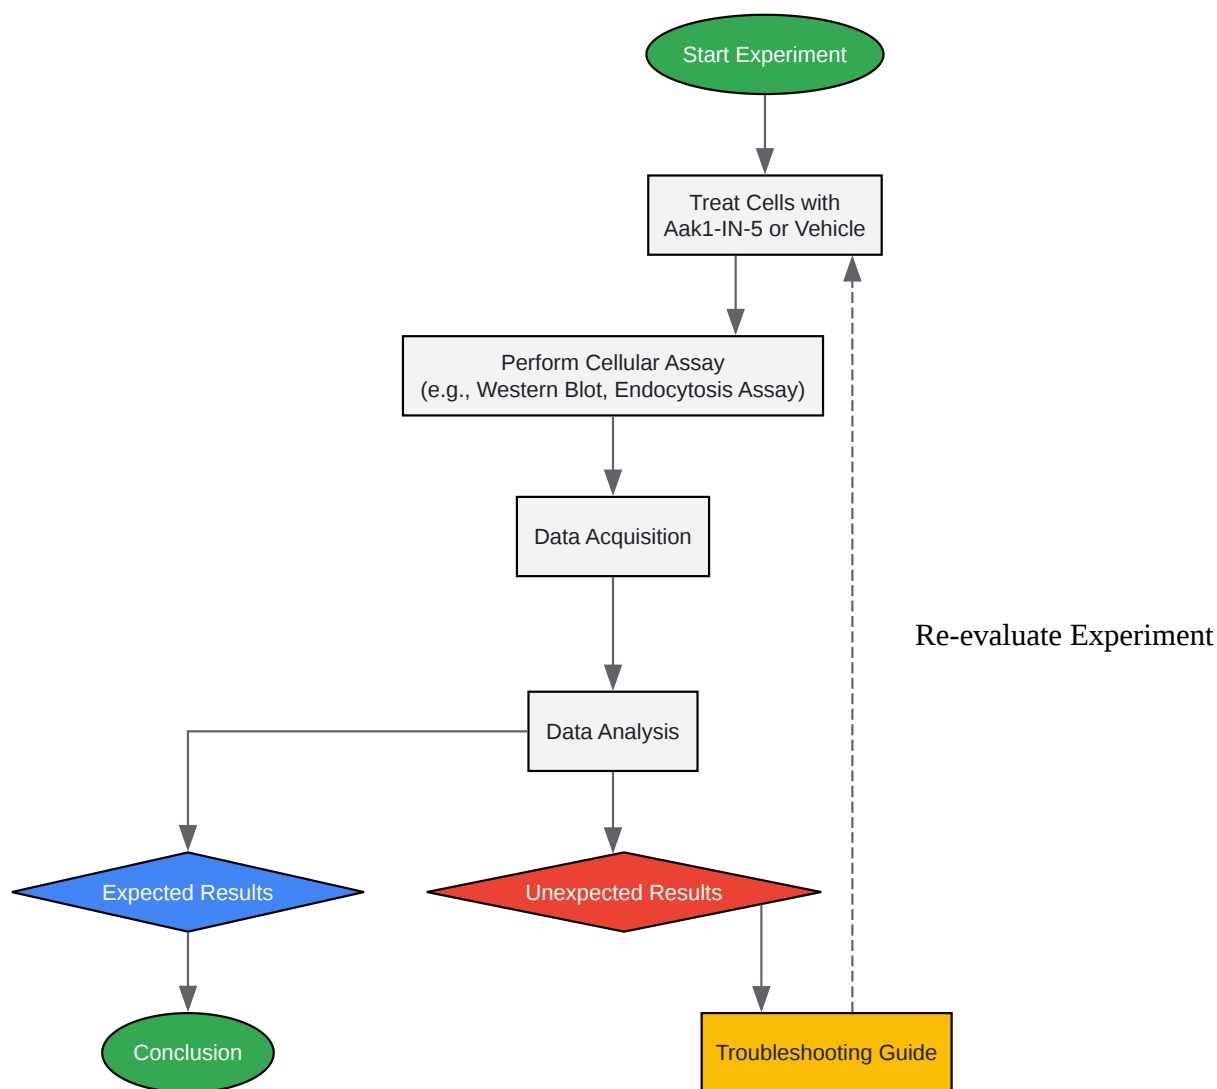 Start Experiment
Treat Cells with
Aak1-IN-5 or Vehicle
Perform Cellular Assay
(e.g., Western Blot, Endocytosis Assay)
Data Acquisition
Re-evaluate Experiment
Data Analysis
Expected Results
Unexpected Results
Conclusion
Troubleshooting Guide